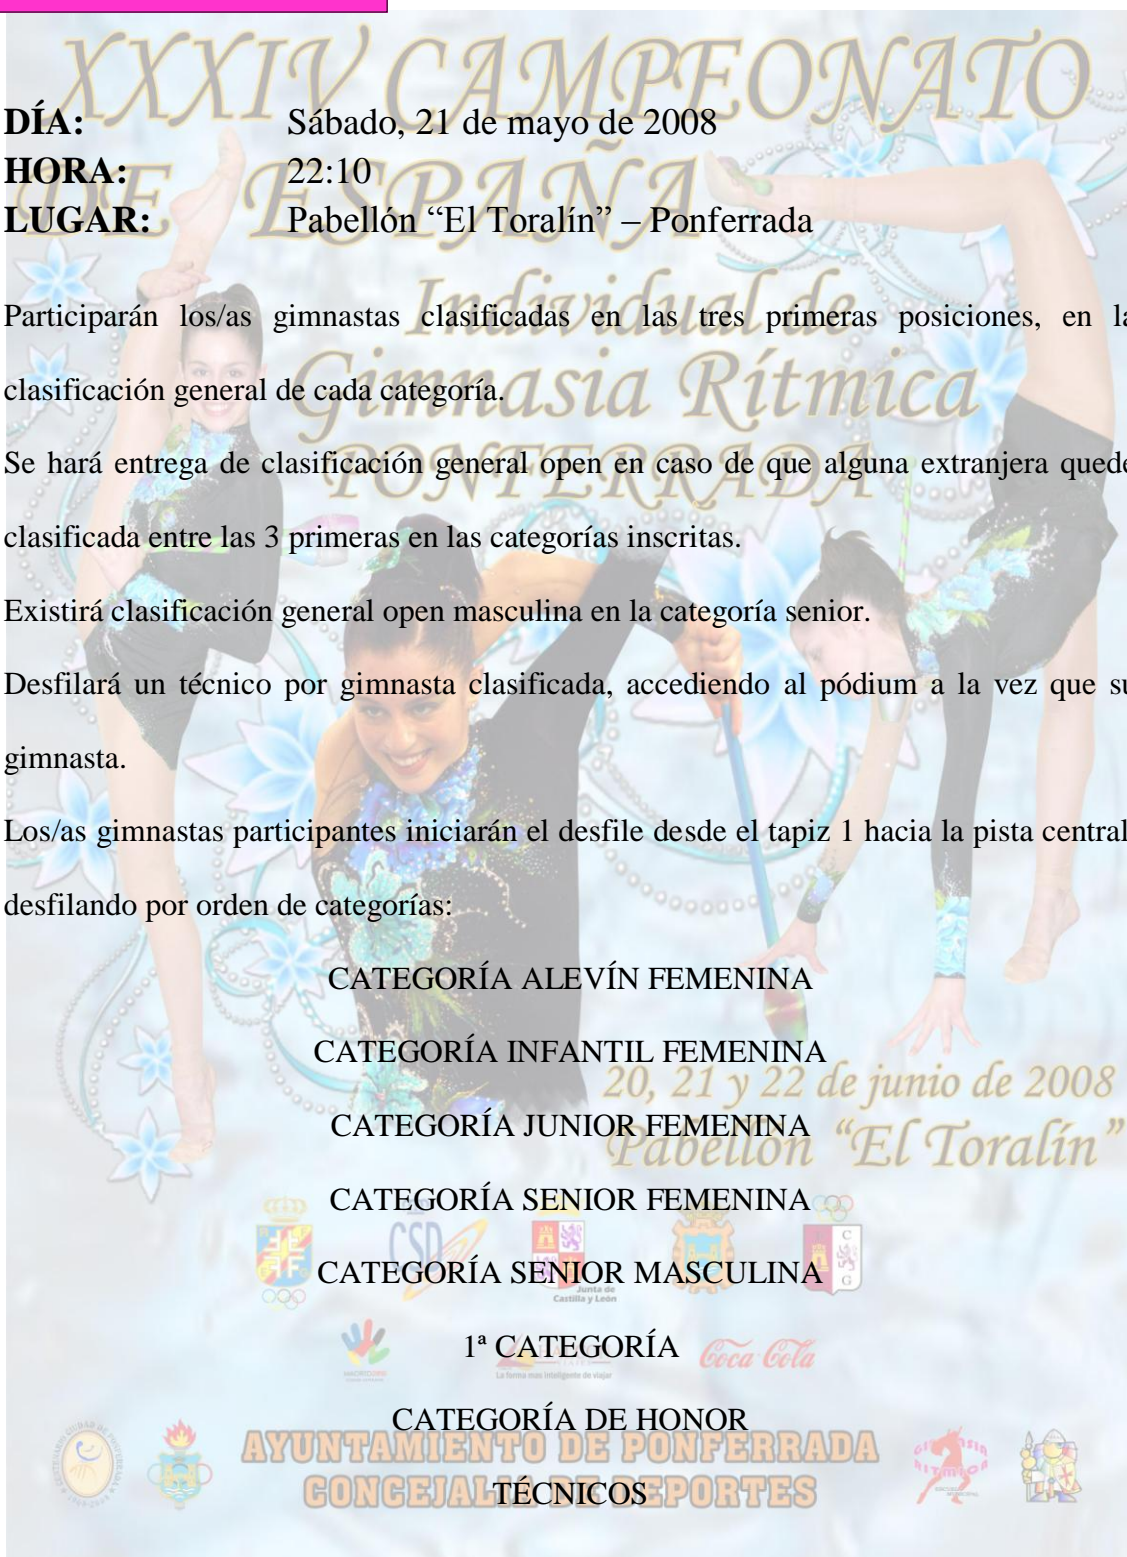 XXXIV CAMPEONATO
DE ESPAÑA
Individual de
Gimnasia Rítmica
PONFERRADA
DÍA: Sábado, 21 de mayo de 2008
HORA: 22:10
LUGAR: Pabellón “El Toralín” – Ponferrada
Participarán los/as gimnastas clasificadas en las tres primeras posiciones, en la
clasificación general de cada categoría.
Se hará entrega de clasificación general open en caso de que alguna extranjera quede
clasificada entre las 3 primeras en las categorías inscritas.
Existirá clasificación general open masculina en la categoría senior.
Desfilará un técnico por gimnasta clasificada, accediendo al pódium a la vez que su
gimnasta.
Los/as gimnastas participantes iniciarán el desfile desde el tapiz 1 hacia la pista central
desfilando por orden de categorías:
CATEGORÍA ALEVÍN FEMENINA
CATEGORÍA INFANTIL FEMENINA
20, 21 y 22 de junio de 2008
CATEGORÍA JUNIOR FEMENINA
Pabellón “El Toralín”
CATEGORÍA SENIOR FEMENINA
CSD
CATEGORÍA SENIOR MASCULINA
Junta de
Castilla y León
1ª CATEGORÍA
Coca-Cola
La forma mas inteligente de viajar
CATEGORÍA DE HONOR
AYUNTAMIENTO DE PONFERRADA
CONCEJALIA DE DEPORTES
TÉCNICOS
GIMNASIA
RITMICA